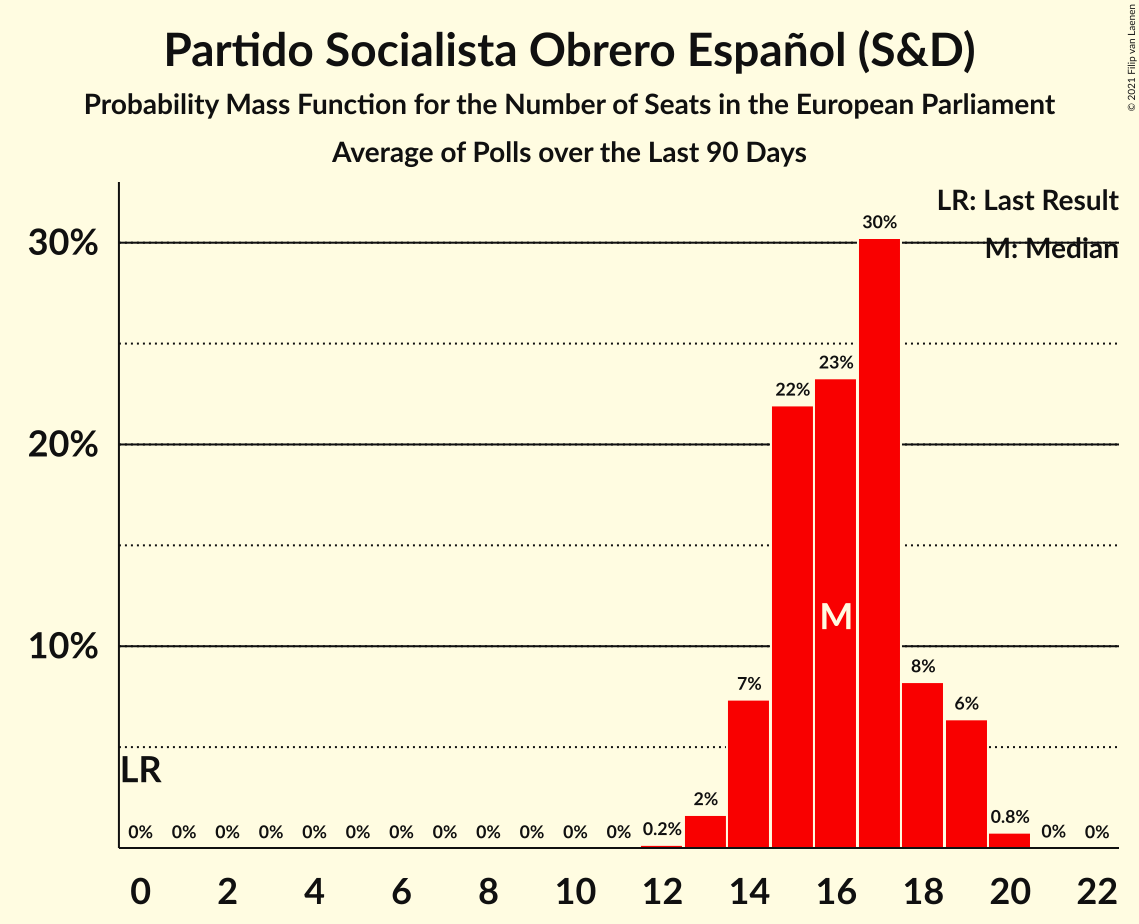 Partido Socialista Obrero Español (S&D)
Probability Mass Function for the Number of Seats in the European Parliament
Average of Polls over the Last 90 Days
© 2021 Filip van Laenen
LR: Last Result
M: Median
30%
20%
10%
30%
23%
22%
M
8%
7%
6%
LR
2%
0% 0% 0% 0% 0% 0% 0% 0% 0% 0% 0% 0% 0.2% 0.8% 0% 0%
0 2 4 6 8 10 12 14 16 18 20 22